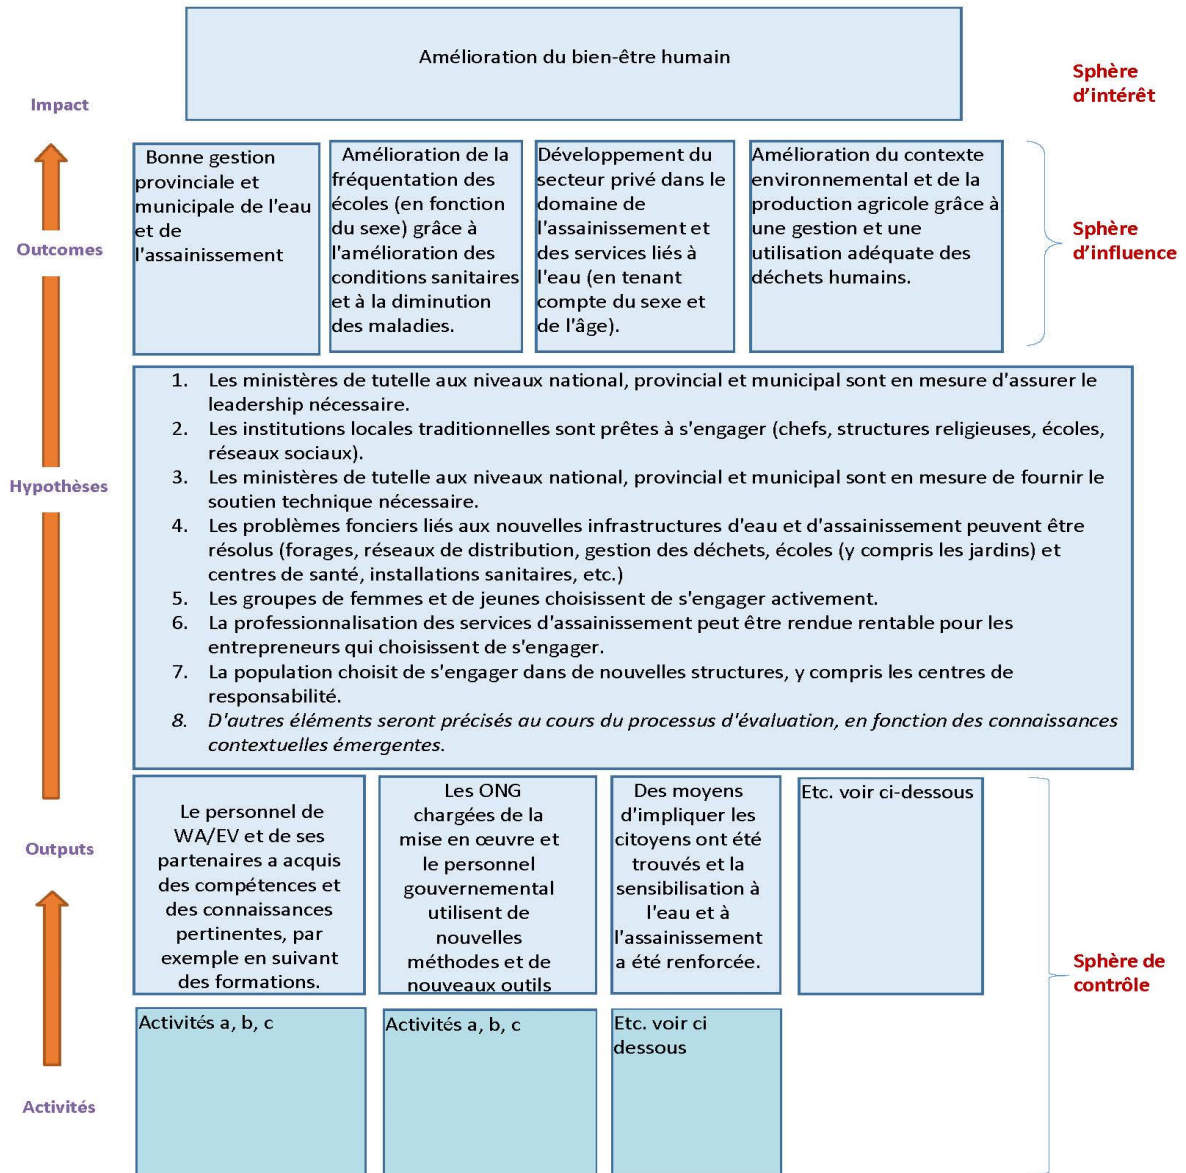 Amélioration du bien-être humain
Sphère
d’intérêt
Impact
Bonne gestion
provinciale et
municipale de l'eau
et de
l'assainissement
Amélioration de la
fréquentation des
écoles (en fonction
du sexe) grâce à
l'amélioration des
conditions sanitaires
et à la diminution
des maladies.
Développement du
secteur privé dans le
domaine de
l'assainissement et
des services liés à
l'eau (en tenant
compte du sexe et
de l'âge).
Amélioration du contexte
environnemental et de la
production agricole grâce à
une gestion et une
utilisation adéquate des
déchets humains.
Outcomes
Sphère
d’influence
1. Les ministères de tutelle aux niveaux national, provincial et municipal sont en mesure d'assurer le
leadership nécessaire.
2. Les institutions locales traditionnelles sont prêtes à s'engager (chefs, structures religieuses, écoles,
réseaux sociaux).
3. Les ministères de tutelle aux niveaux national, provincial et municipal sont en mesure de fournir le
soutien technique nécessaire.
4. Les problèmes fonciers liés aux nouvelles infrastructures d'eau et d'assainissement peuvent être
résolus (forages, réseaux de distribution, gestion des déchets, écoles (y compris les jardins) et
centres de santé, installations sanitaires, etc.)
5. Les groupes de femmes et de jeunes choisissent de s'engager activement.
6. La professionnalisation des services d'assainissement peut être rendue rentable pour les
entrepreneurs qui choisissent de s'engager.
7. La population choisit de s'engager dans de nouvelles structures, y compris les centres de
responsabilité.
8. D'autres éléments seront précisés au cours du processus d'évaluation, en fonction des connaissances
contextuelles émergentes.
Hypothèses
Le personnel de
WA/EV et de ses
partenaires a acquis
des compétences et
des connaissances
pertinentes, par
exemple en suivant
des formations.
Les ONG
chargées de la
mise en œuvre et
le personnel
gouvernemental
utilisent de
nouvelles
méthodes et de
nouveaux outils
Des moyens
d'impliquer les
citoyens ont été
trouvés et la
sensibilisation à
l'eau et à
l'assainissement
a été renforcée.
Etc. voir ci-dessous
Outputs
Sphère de
contrôle
Activités a, b, c
Activités a, b, c
Etc. voir ci
dessous
Activités